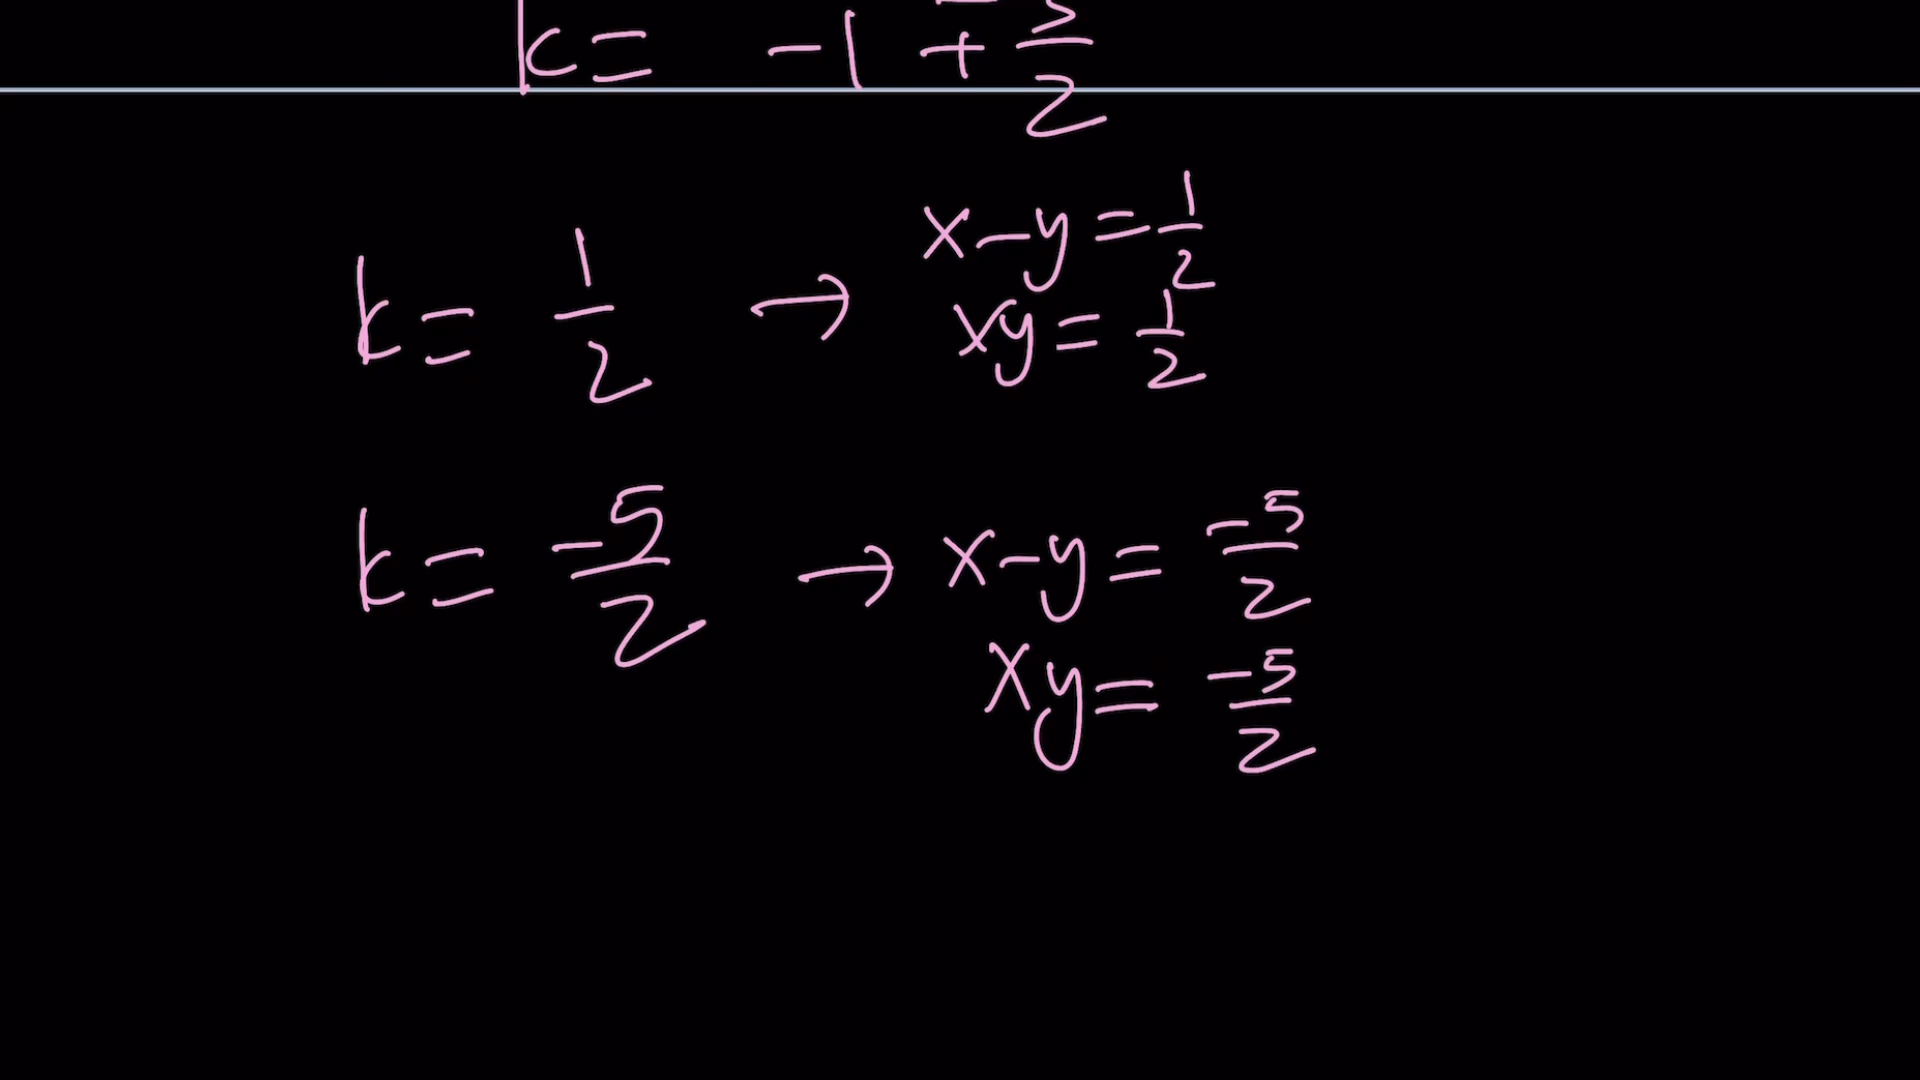 k = -1 ± 3/2
k = 1/2 → x-y = 1/2
xy = 1/2
k = -5/2 → x-y = -5/2
xy = -5/2